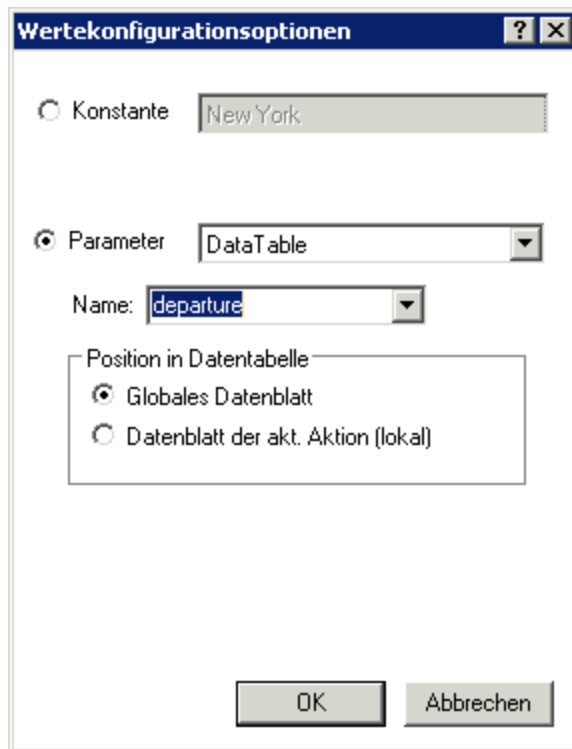 Wertekonfigurationsoptionen
Konstante New York
Parameter DataTable
Name: departure
Position in Datentabelle
Globales Datenblatt
Datenblatt der akt. Aktion (lokal)
OK Abbrechen